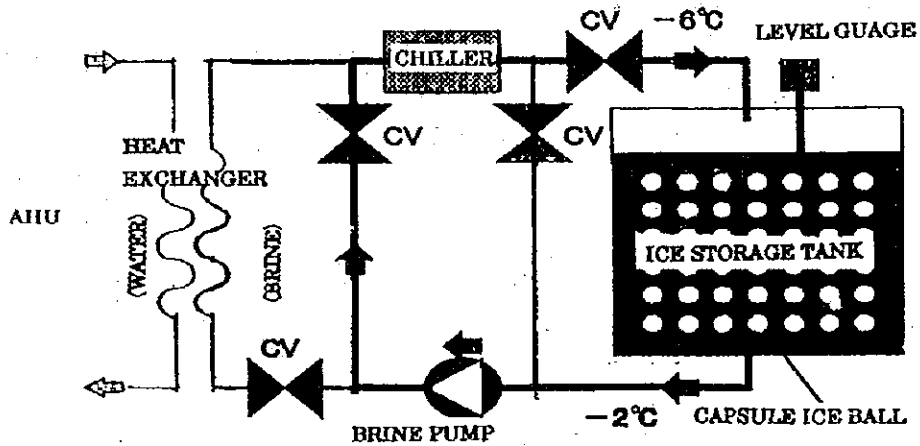 CV
-6°C
LEVEL GUAGE
CHILLER
CV
CV
HEAT
EXCHANGER
AHU
(WATER)
(BRINE)
ICE STORAGE TANK
CV
BRINE PUMP
-2°C
CAPSULE ICE BALL